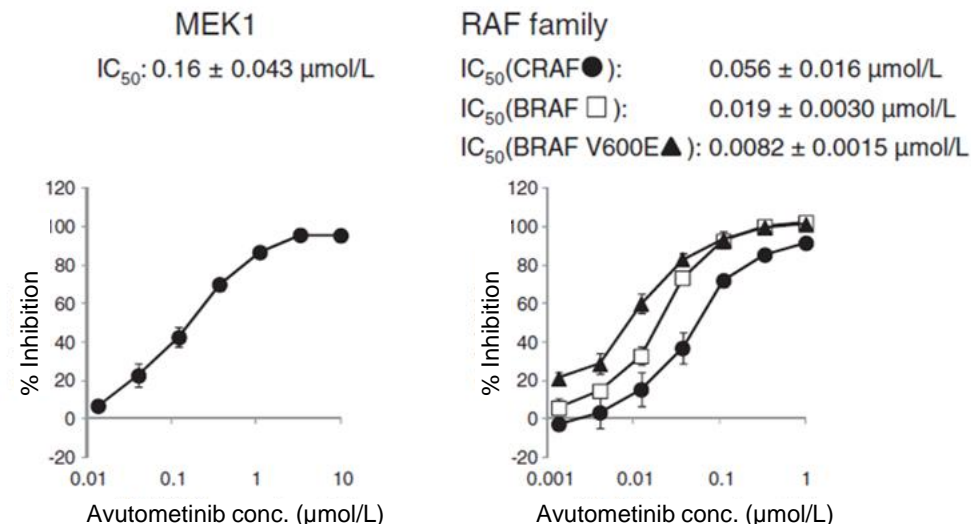 MEK1
IC50: 0.16 ± 0.043 µmol/L
RAF family
IC50(CRAF●): 0.056 ± 0.016 µmol/L
IC50(BRAF □): 0.019 ± 0.0030 µmol/L
IC50(BRAF V600E▲): 0.0082 ± 0.0015 µmol/L
% Inhibition
120
100
80
60
40
20
0
-20
0.01 0.1 1 10
Avutometinib conc. (µmol/L)
% Inhibition
120
100
80
60
40
20
0
-20
0.001 0.01 0.1 1
Avutometinib conc. (µmol/L)